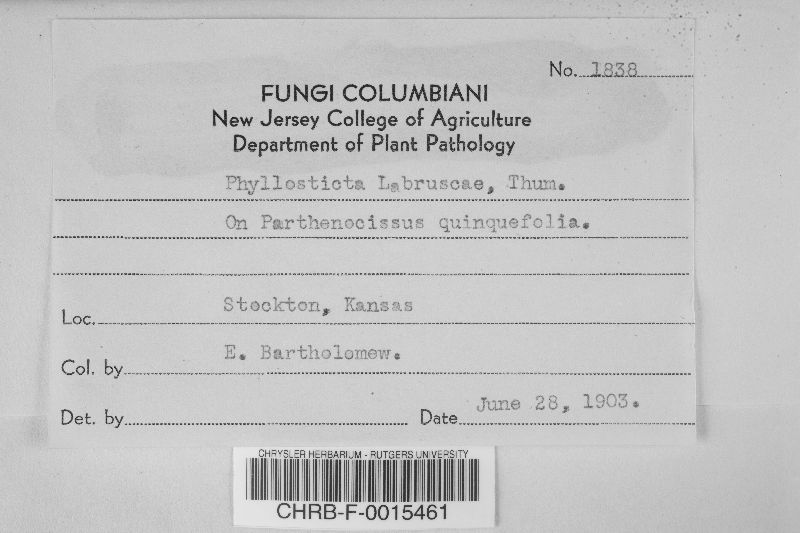 No. 1838
FUNGI COLUMBIANI
New Jersey College of Agriculture
Department of Plant Pathology
Phyllosticta Labruscae, Thum.
On Parthenocissus quinquefolia.
Loc. Stockton, Kansas
Col. by E. Bartholomew.
Det. by Date June 28, 1903.
CHRYSLER HERBARIUM - RUTGERS UNIVERSITY
CHRB-F-0015461